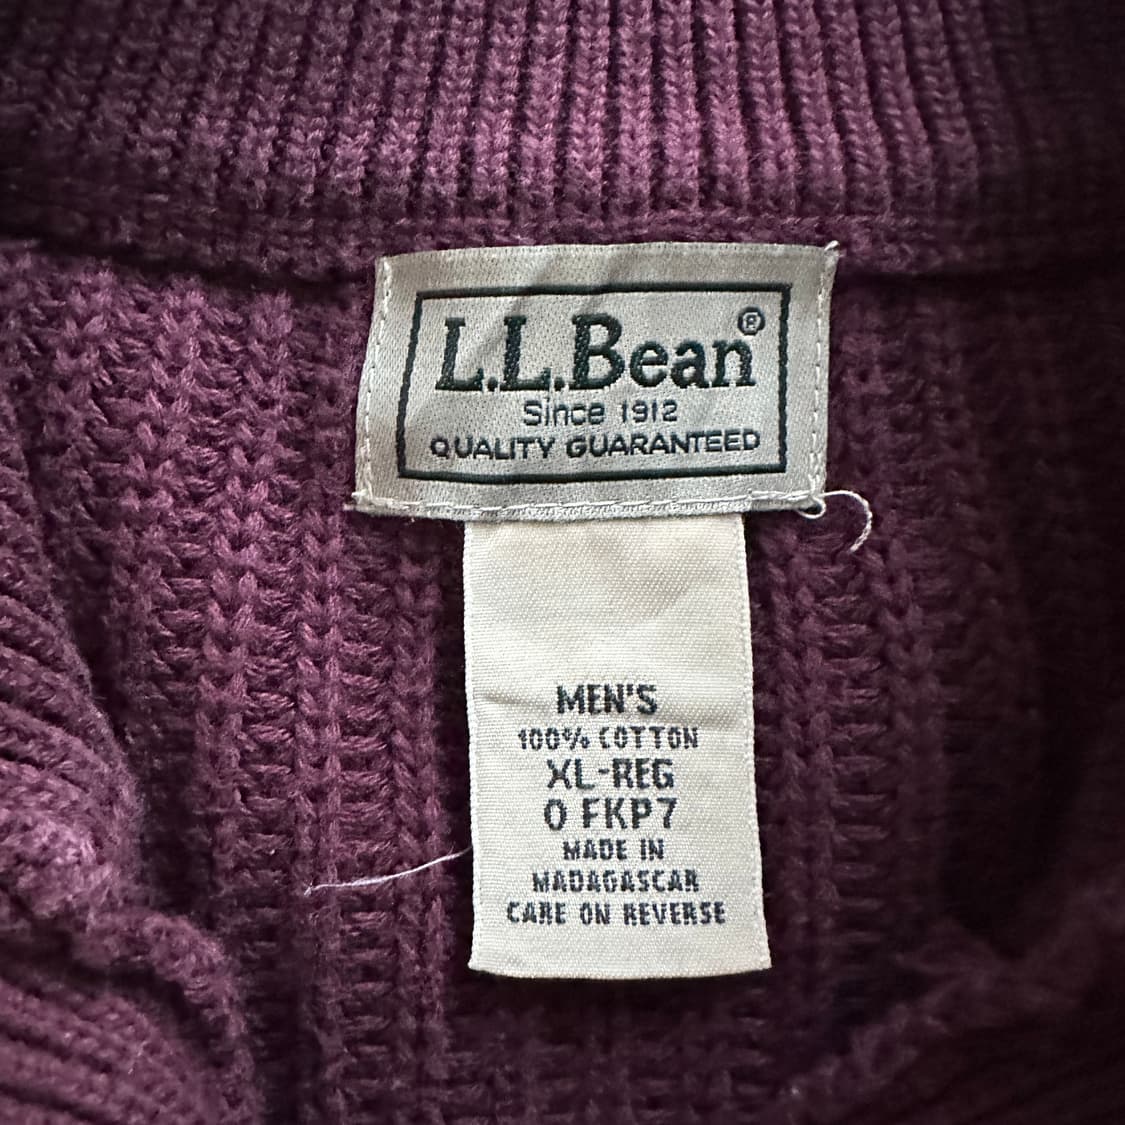 L.L.Bean®
Since 1912
QUALITY GUARANTEED
MEN'S
100% COTTON
XL-REG
0 FKP7
MADE IN
MADAGASCAR
CARE ON REVERSE